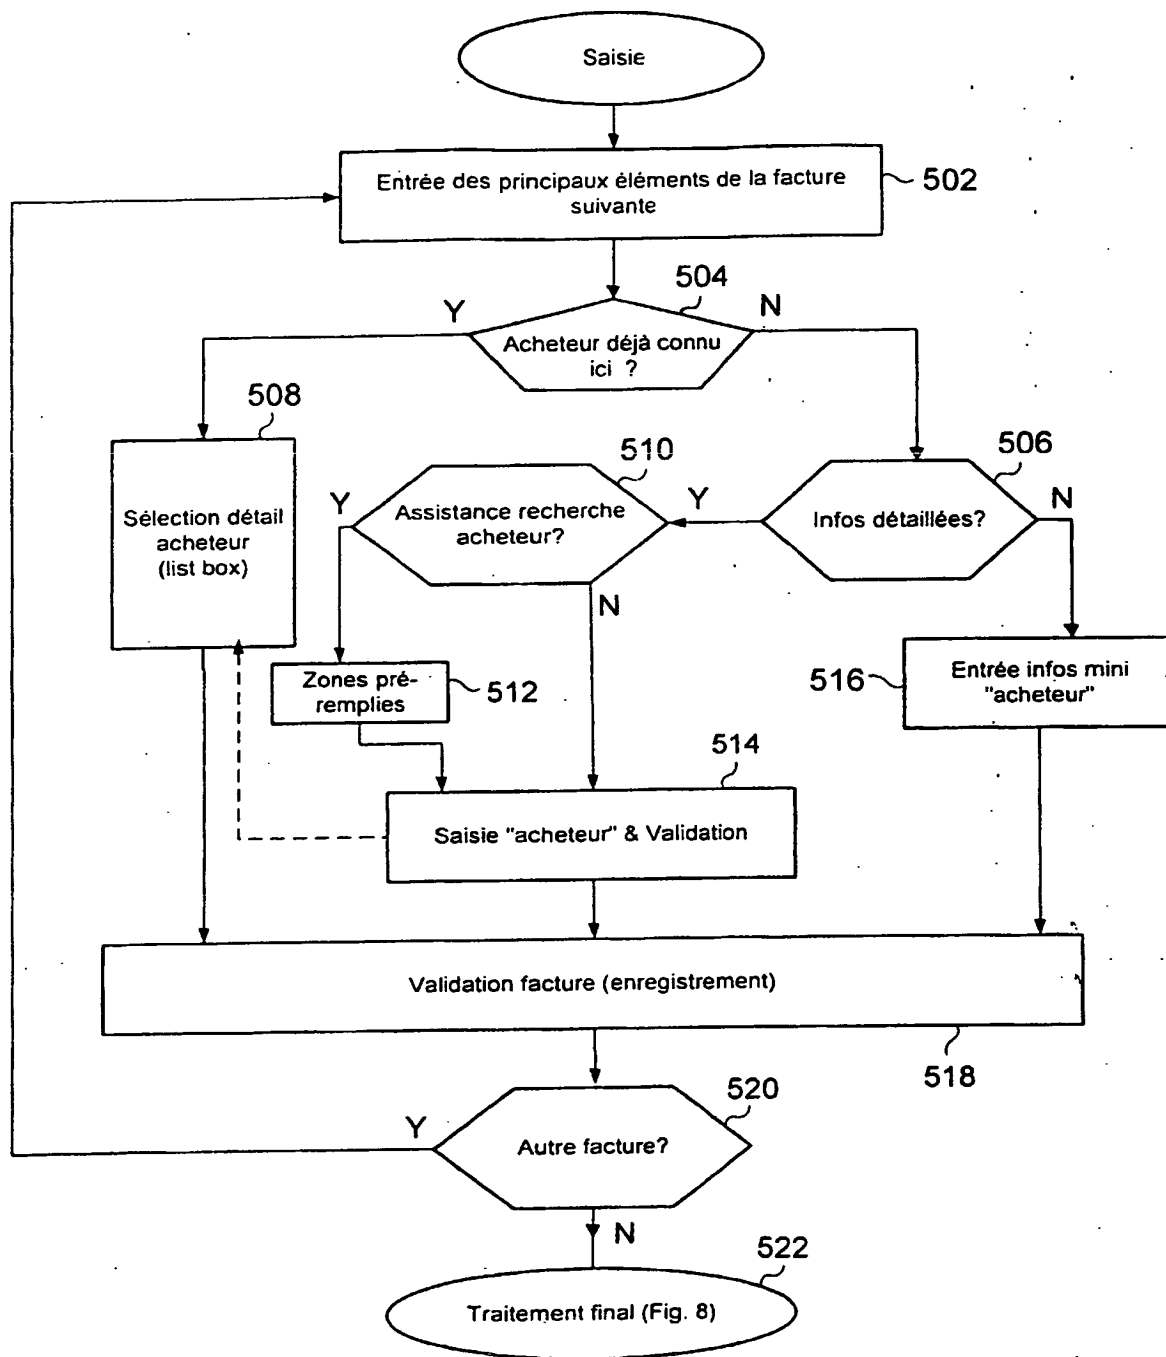 Saisie
Entrée des principaux éléments de la facture
suivante
502
504
Y
N
Acheteur déjà connu
ici ?
508
510
506
Y
Y
N
Sélection détail
acheteur
(list box)
Assistance recherche
acheteur?
Infos détaillées?
N
Zones pré-
remplies
512
516
Entrée infos mini
"acheteur"
514
Saisie "acheteur" & Validation
Validation facture (enregistrement)
518
520
Y
Autre facture?
N
522
Traitement final (Fig. 8)